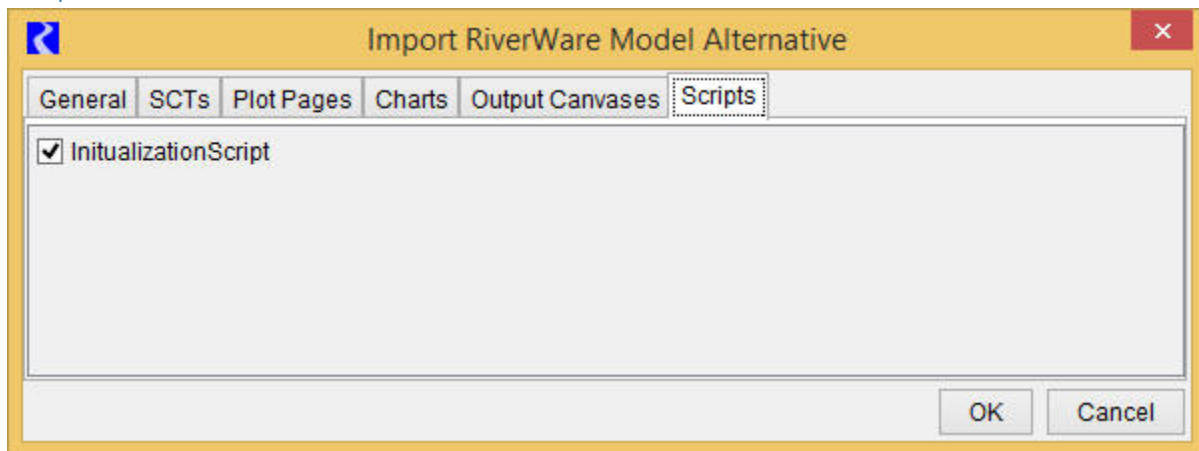 Import RiverWare Model Alternative
General SCTs Plot Pages Charts Output Canvases Scripts
InitualizationScript
OK Cancel